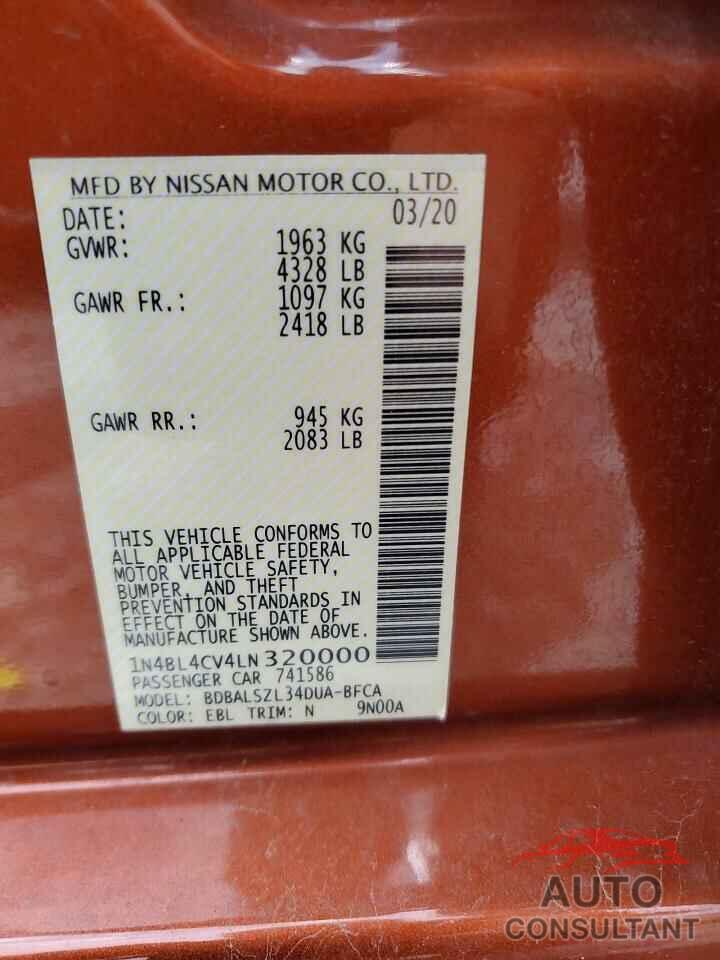 MFD BY NISSAN MOTOR CO., LTD.
DATE: 03/20
GVWR: 1963 KG
4328 LB
GAWR FR.: 1097 KG
2418 LB
GAWR RR.: 945 KG
2083 LB
THIS VEHICLE CONFORMS TO
ALL APPLICABLE FEDERAL
MOTOR VEHICLE SAFETY,
BUMPER, AND THEFT
PREVENTION STANDARDS IN
EFFECT ON THE DATE OF
MANUFACTURE SHOWN ABOVE.
1N4BL4CV4LN320000
PASSENGER CAR 741586
MODEL: BDBALSZL34DUA-BFCA
COLOR: EBL TRIM: N 9N00A
AUTO
CONSULTANT